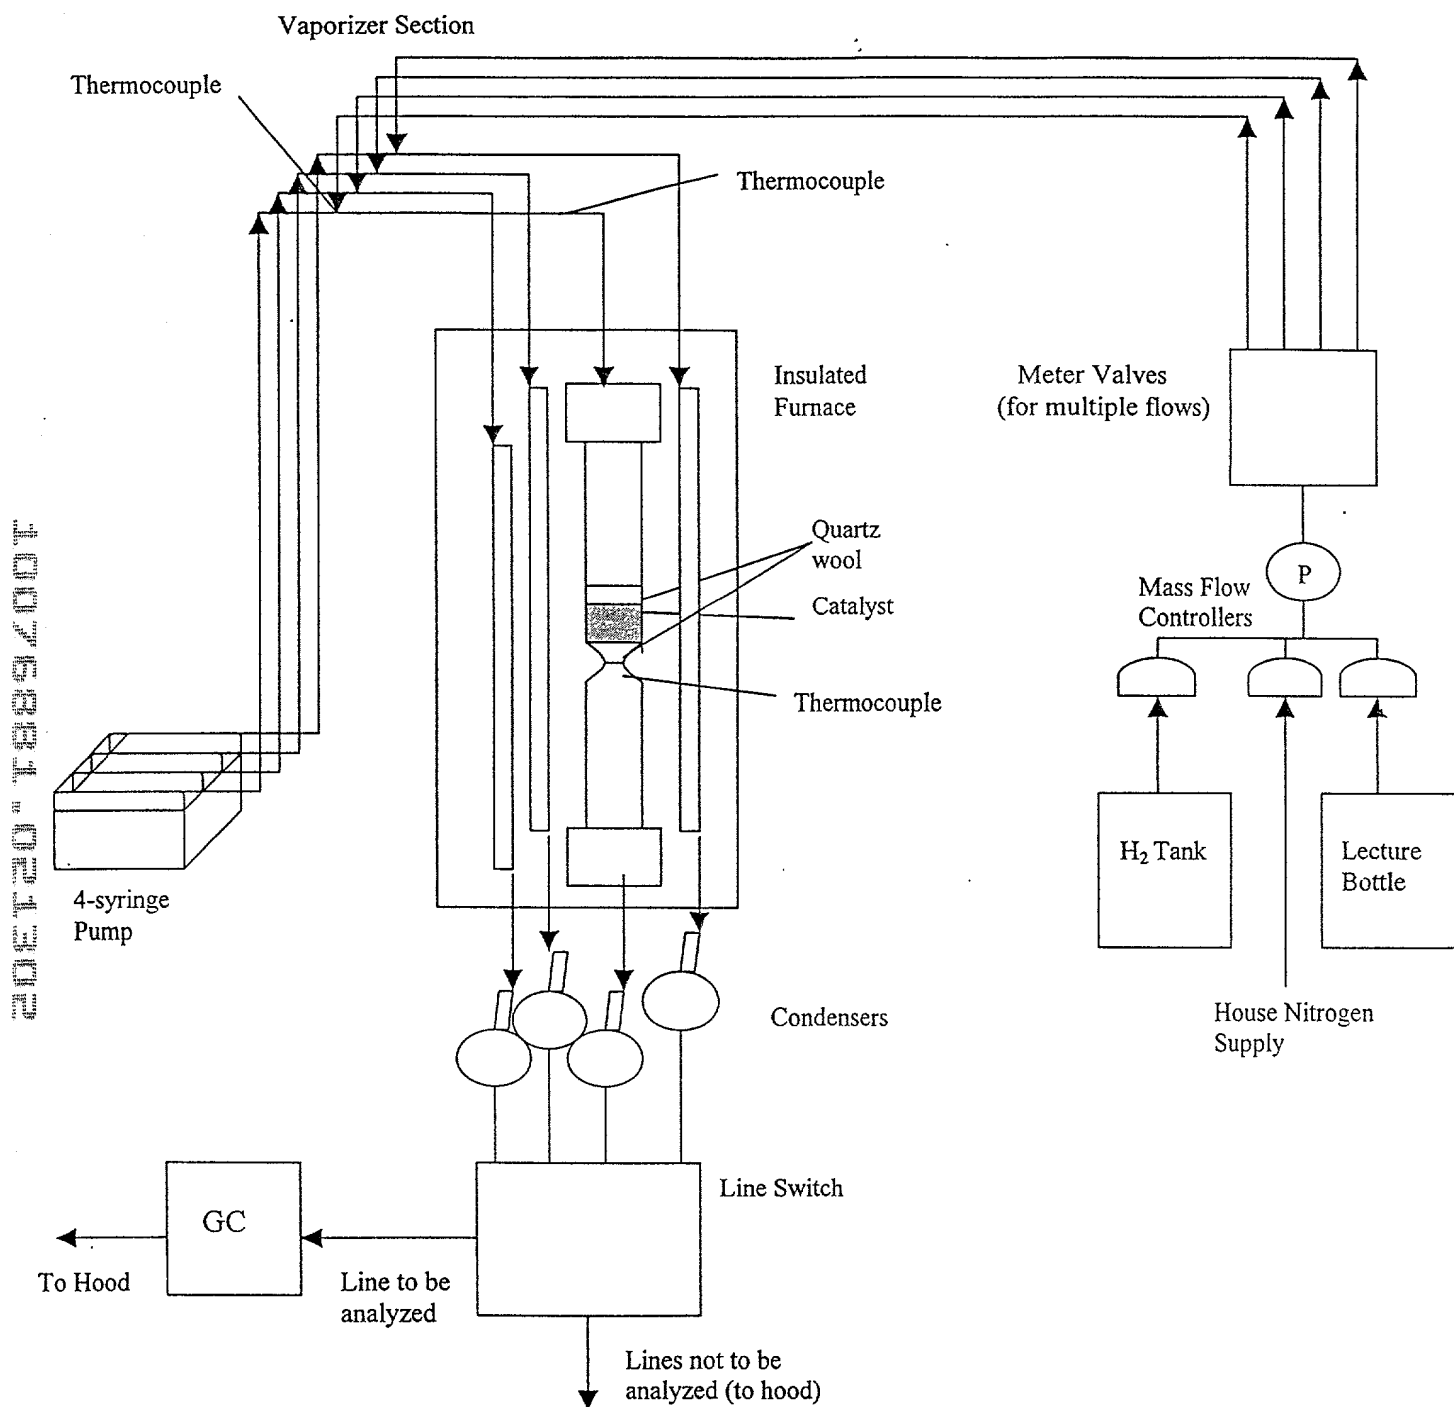 Vaporizer Section
Thermocouple
Thermocouple
Insulated
Furnace
Meter Valves
(for multiple flows)
Quartz
wool
Catalyst
Thermocouple
P
Mass Flow
Controllers
H2 Tank
Lecture
Bottle
House Nitrogen
Supply
4-syringe
Pump
Condensers
Line Switch
GC
To Hood
Line to be
analyzed
Lines not to be
analyzed (to hood)
10076881.021302